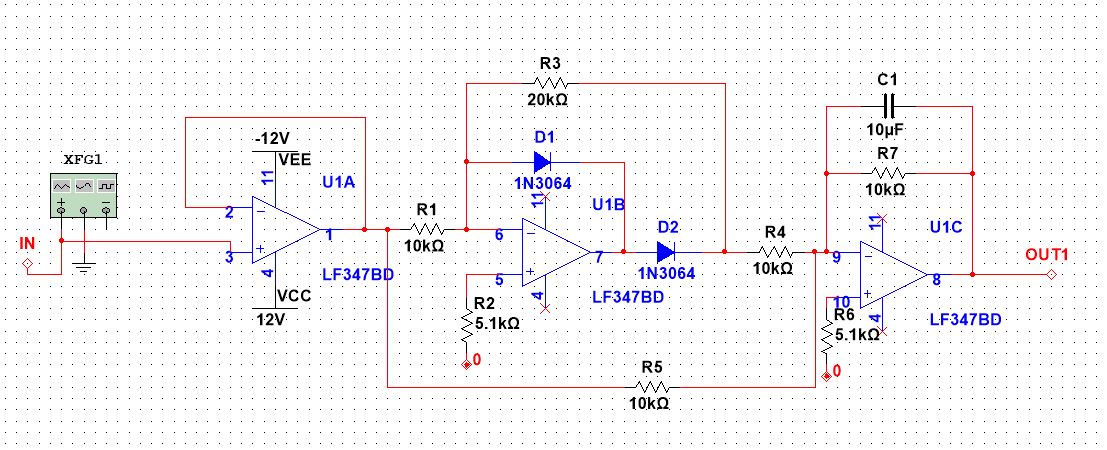 XFG1
IN
-12V
VEE
11
U1A
2
3
1
4
LF347BD
VCC
12V
R1
10kΩ
R3
20kΩ
D1
1N3064
11
U1B
6
5
7
4
LF347BD
R2
5.1kΩ
0
D2
1N3064
R4
10kΩ
R5
10kΩ
C1
10µF
R7
10kΩ
11
U1C
9
10
8
4
LF347BD
R6
5.1kΩ
0
OUT1